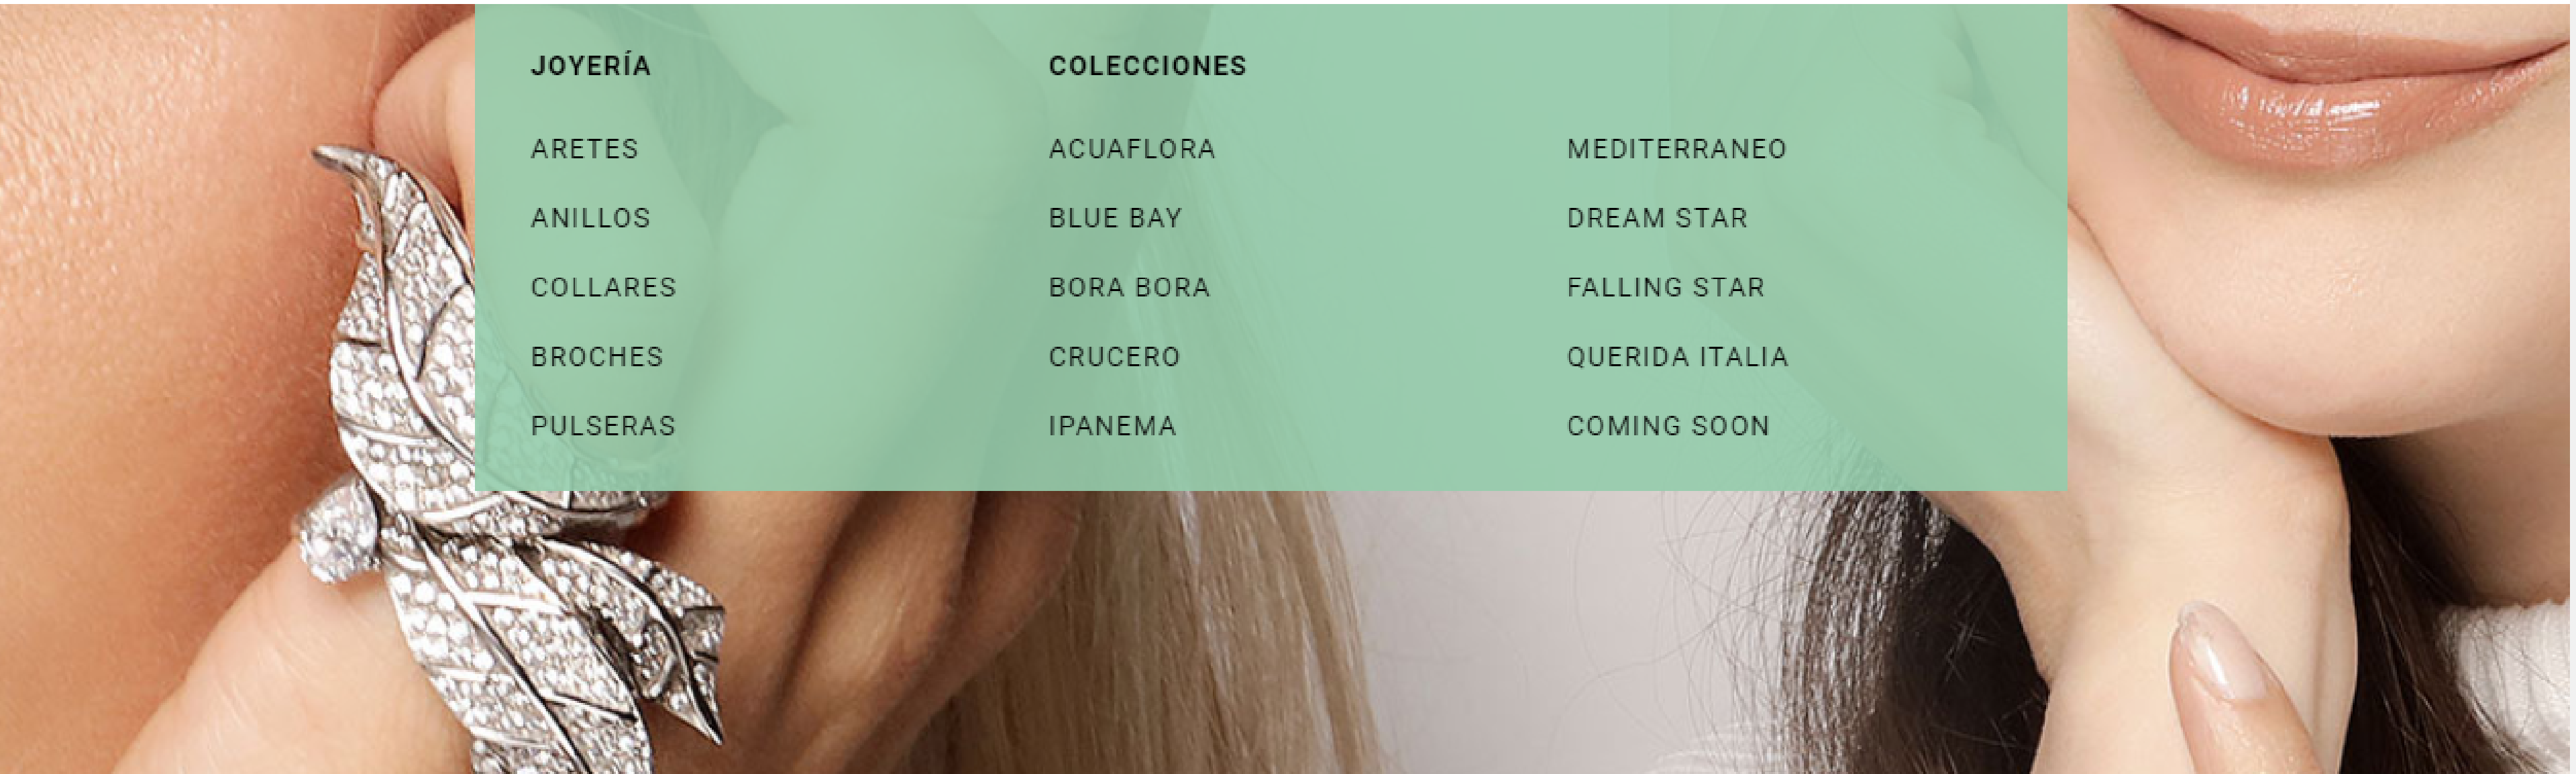 JOYERÍA
ARETES
ANILLOS
COLLARES
BROCHES
PULSERAS
COLECCIONES
ACUAFLORA
BLUE BAY
BORA BORA
CRUCERO
IPANEMA
MEDITERRANEO
DREAM STAR
FALLING STAR
QUERIDA ITALIA
COMING SOON